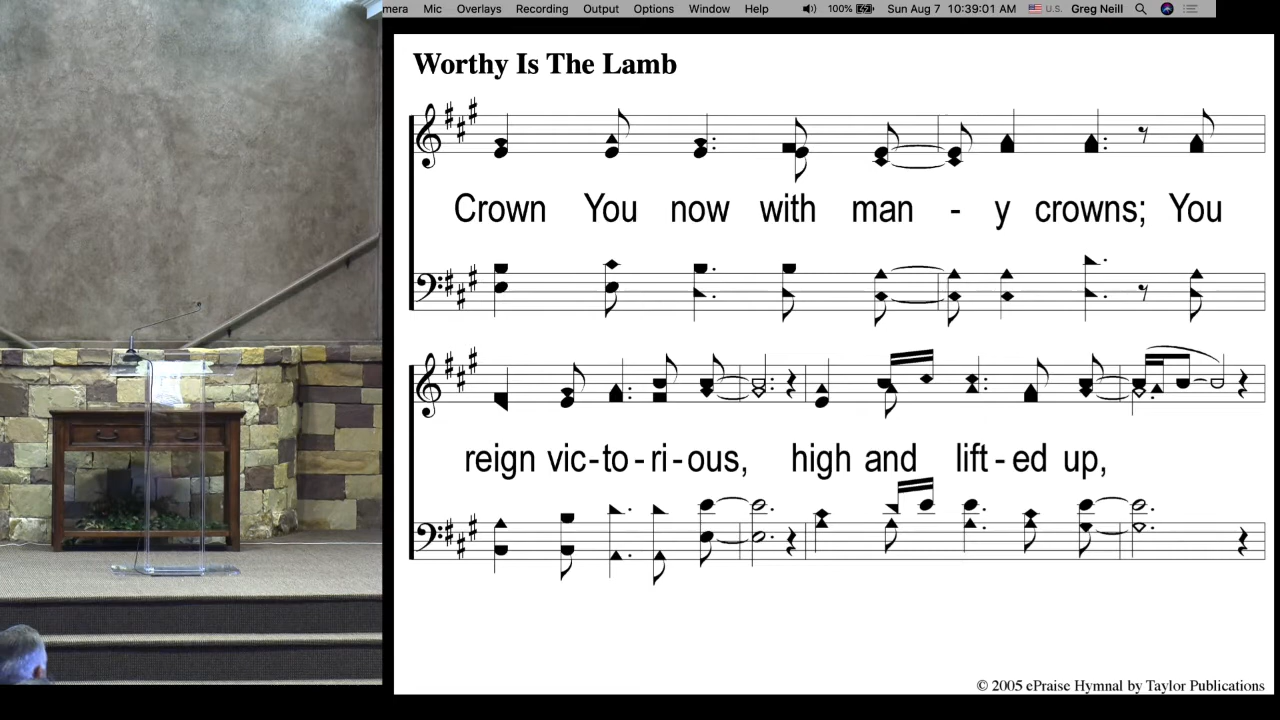 mera Mic Overlays Recording Output Options Window Help 100% Sun Aug 7 10:39:01 AM U.S. Greg Neill
Worthy Is The Lamb
Crown You now with man - y crowns; You
reign vic-to-ri-ous, high and lift-ed up,
© 2005 ePraise Hymnal by Taylor Publications